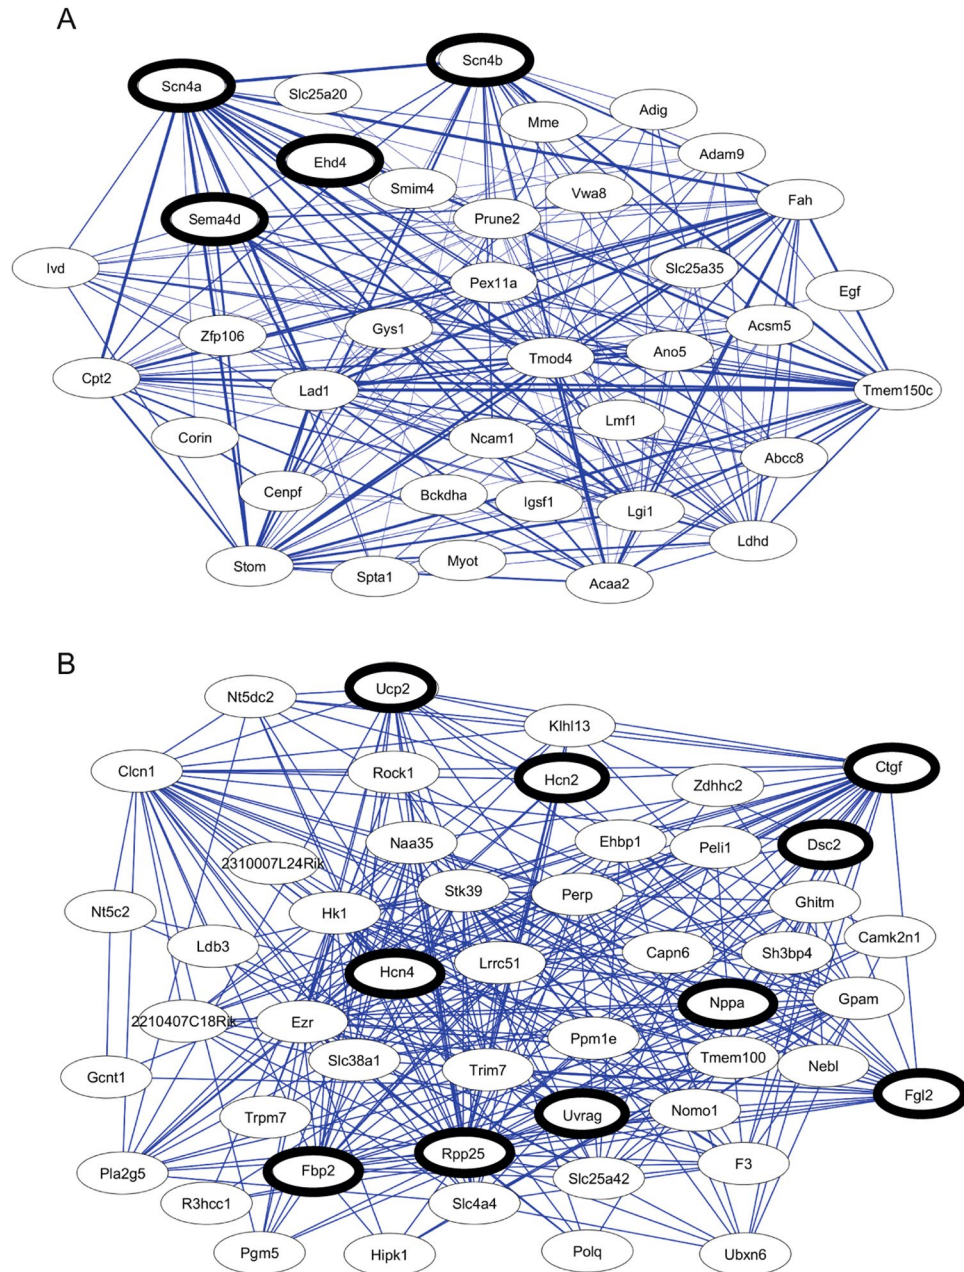 A
Scn4b
Scn4a
Slc25a20
Adig
Mme
Adam9
Ehd4
Smim4
Vwa8
Fah
Sema4d
Prune2
Ivd
Slc25a35
Pex11a
Egf
Gys1
Acsm5
Zfp106
Tmod4
Ano5
Cpt2
Lad1
Tmem150c
Lmf1
Corin
Ncam1
Abcc8
Cenpf
Bckdha
Igsf1
Lgi1
Ldhd
Stom
Myot
Spta1
Acaa2
B
Ucp2
Nt5dc2
Klhl13
Clcn1
Rock1
Hcn2
Ctgf
Zdhhc2
Naa35
Ehbp1
Peli1
Dsc2
2310007L24Rik
Stk39
Perp
Ghitm
Nt5c2
Hk1
Ldb3
Camk2n1
Capn6
Sh3bp4
Hcn4
Lrrc51
Nppa
Gpam
2210407C18Rik
Ezr
Ppm1e
Slc38a1
Tmem100
Trim7
Nebl
Gcnt1
Fgl2
Trpm7
Uvrag
Nomo1
Pla2g5
Fbp2
Rpp25
Slc25a42
F3
R3hcc1
Slc4a4
Pgm5
Hipk1
Polq
Ubxn6